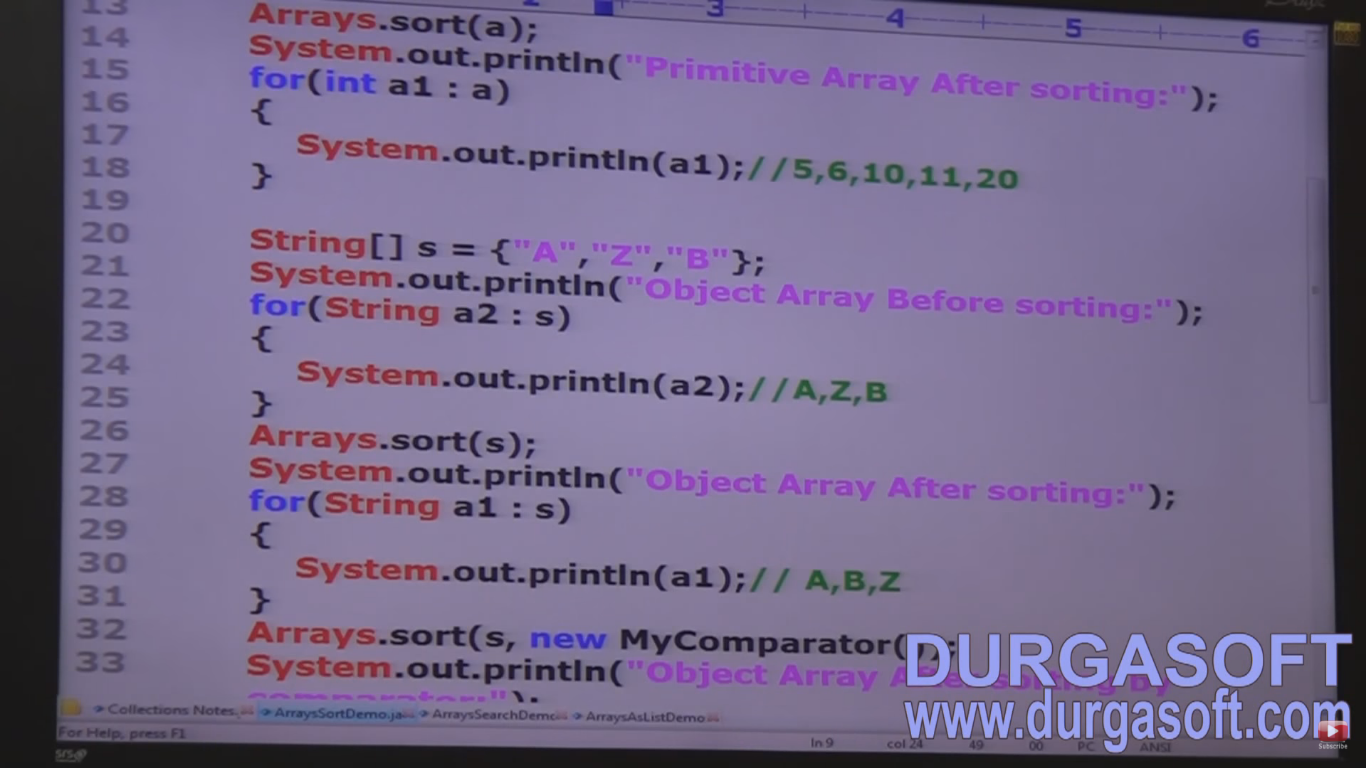 2 3 4 5 6
13 Arrays.sort(a);
14 System.out.println("Primitive Array After sorting:");
15 for(int a1 : a)
16 {
17 System.out.println(a1);//5,6,10,11,20
18 }
19
20 String[] s = {"A","Z","B"};
21 System.out.println("Object Array Before sorting:");
22 for(String a2 : s)
23 {
24 System.out.println(a2);//A,Z,B
25 }
26 Arrays.sort(s);
27 System.out.println("Object Array After sorting:");
28 for(String a1 : s)
29 {
30 System.out.println(a1);// A,B,Z
31 }
32 Arrays.sort(s, new MyComparator());
33 System.out.println("Object Array After sorting by
comparator:");
DURGASOFT
www.durgasoft.com
Subscribe
Collections Notes. ArraysSortDemo.ja ArraysSearchDemo ArraysAsListDemo
For Help, press F1 ln 9 col 24 49 00 PC ANSI